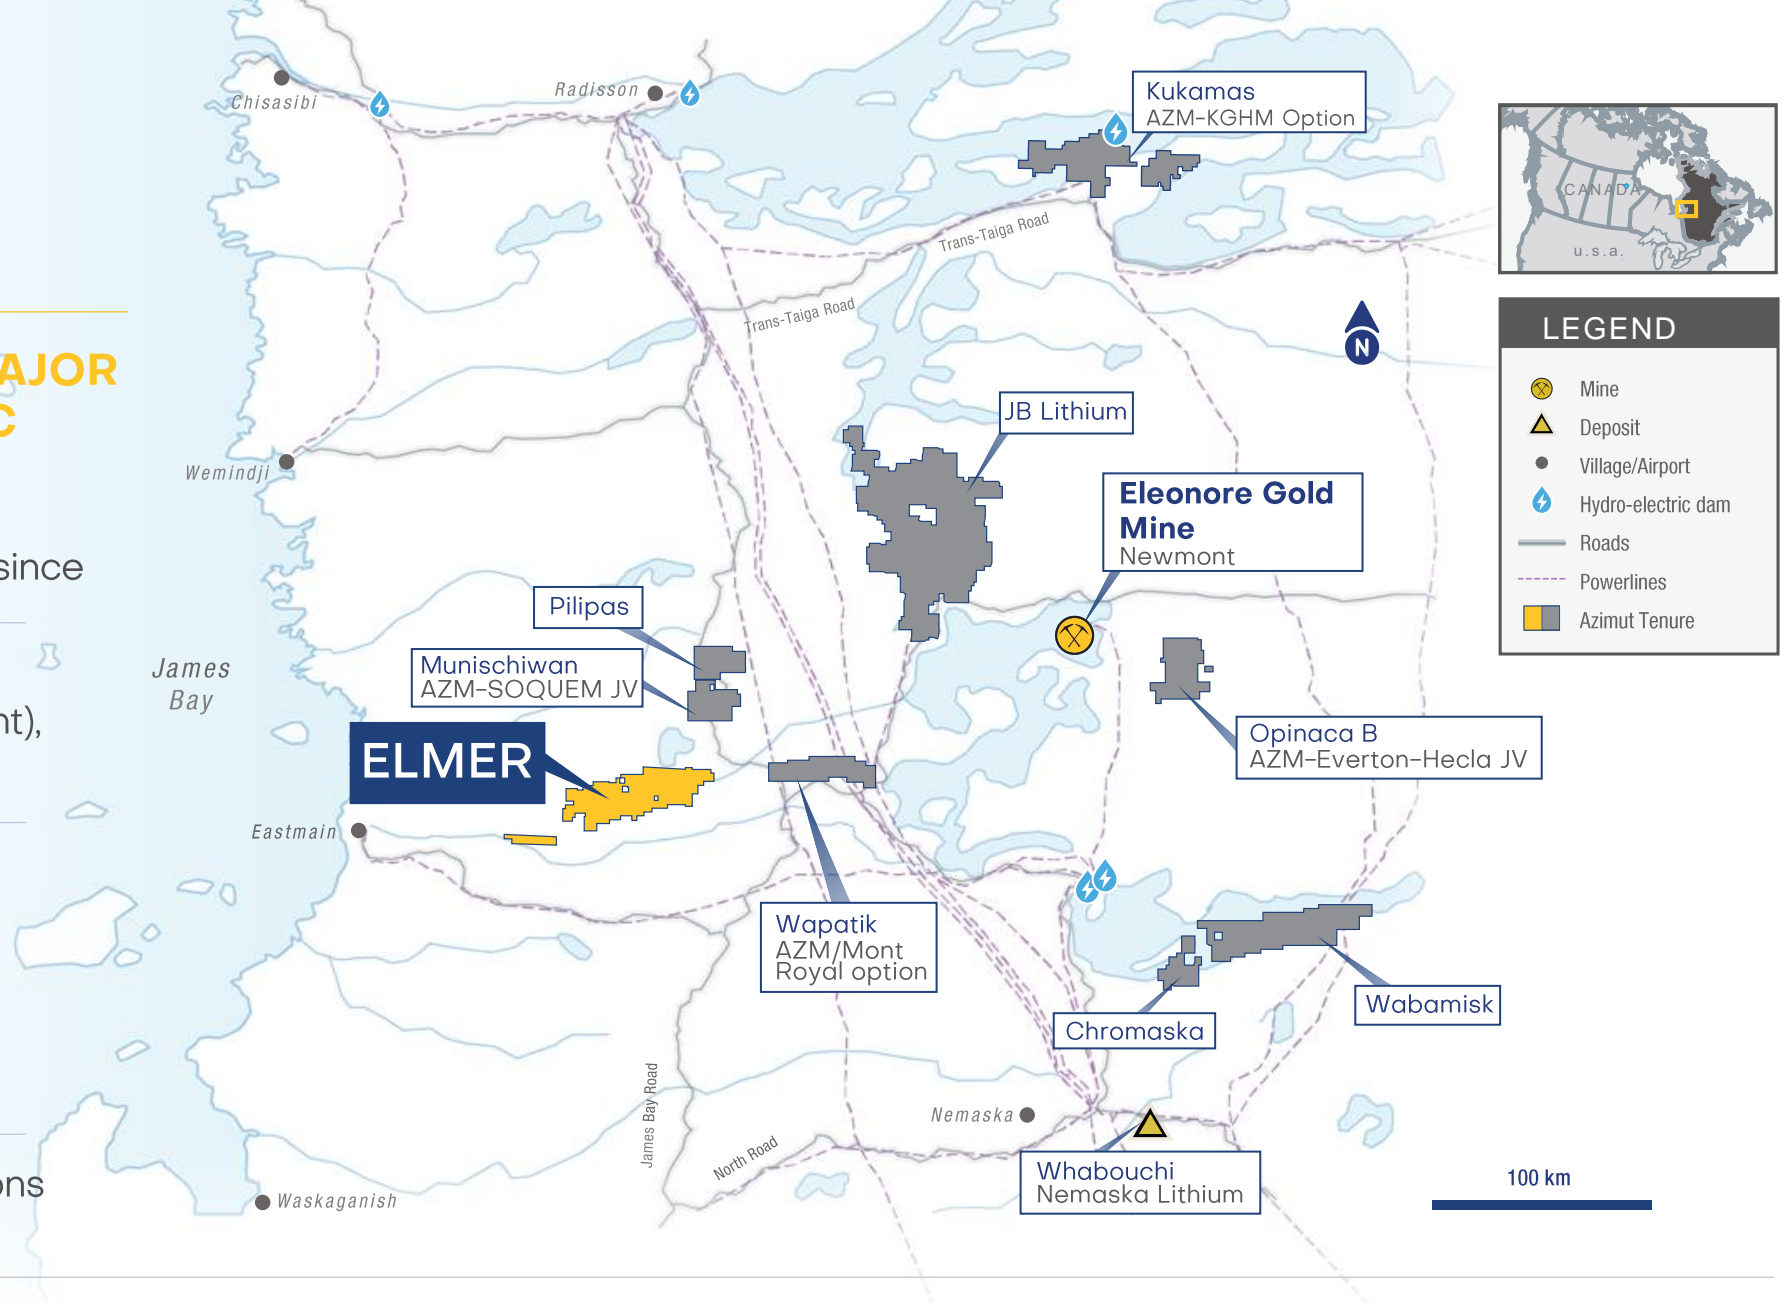 Chisasibi
Radisson
Kukamas
AZM-KGHM Option
CANADA
u.s.a.
Trans-Taiga Road
Trans-Taiga Road
N
LEGEND
Mine
Deposit
Village/Airport
Hydro-electric dam
Roads
Powerlines
Azimut Tenure
AJOR
C
JB Lithium
Wemindji
Eleonore Gold
Mine
Newmont
since
Pilipas
Munischiwan
AZM-SOQUEM JV
James
Bay
nt),
ELMER
Opinaca B
AZM-Everton-Hecla JV
Eastmain
Wapatik
AZM/Mont
Royal option
Wabamisk
Chromaska
James Bay Road
Nemaska
North Road
Whabouchi
Nemaska Lithium
100 km
ons
Waskaganish